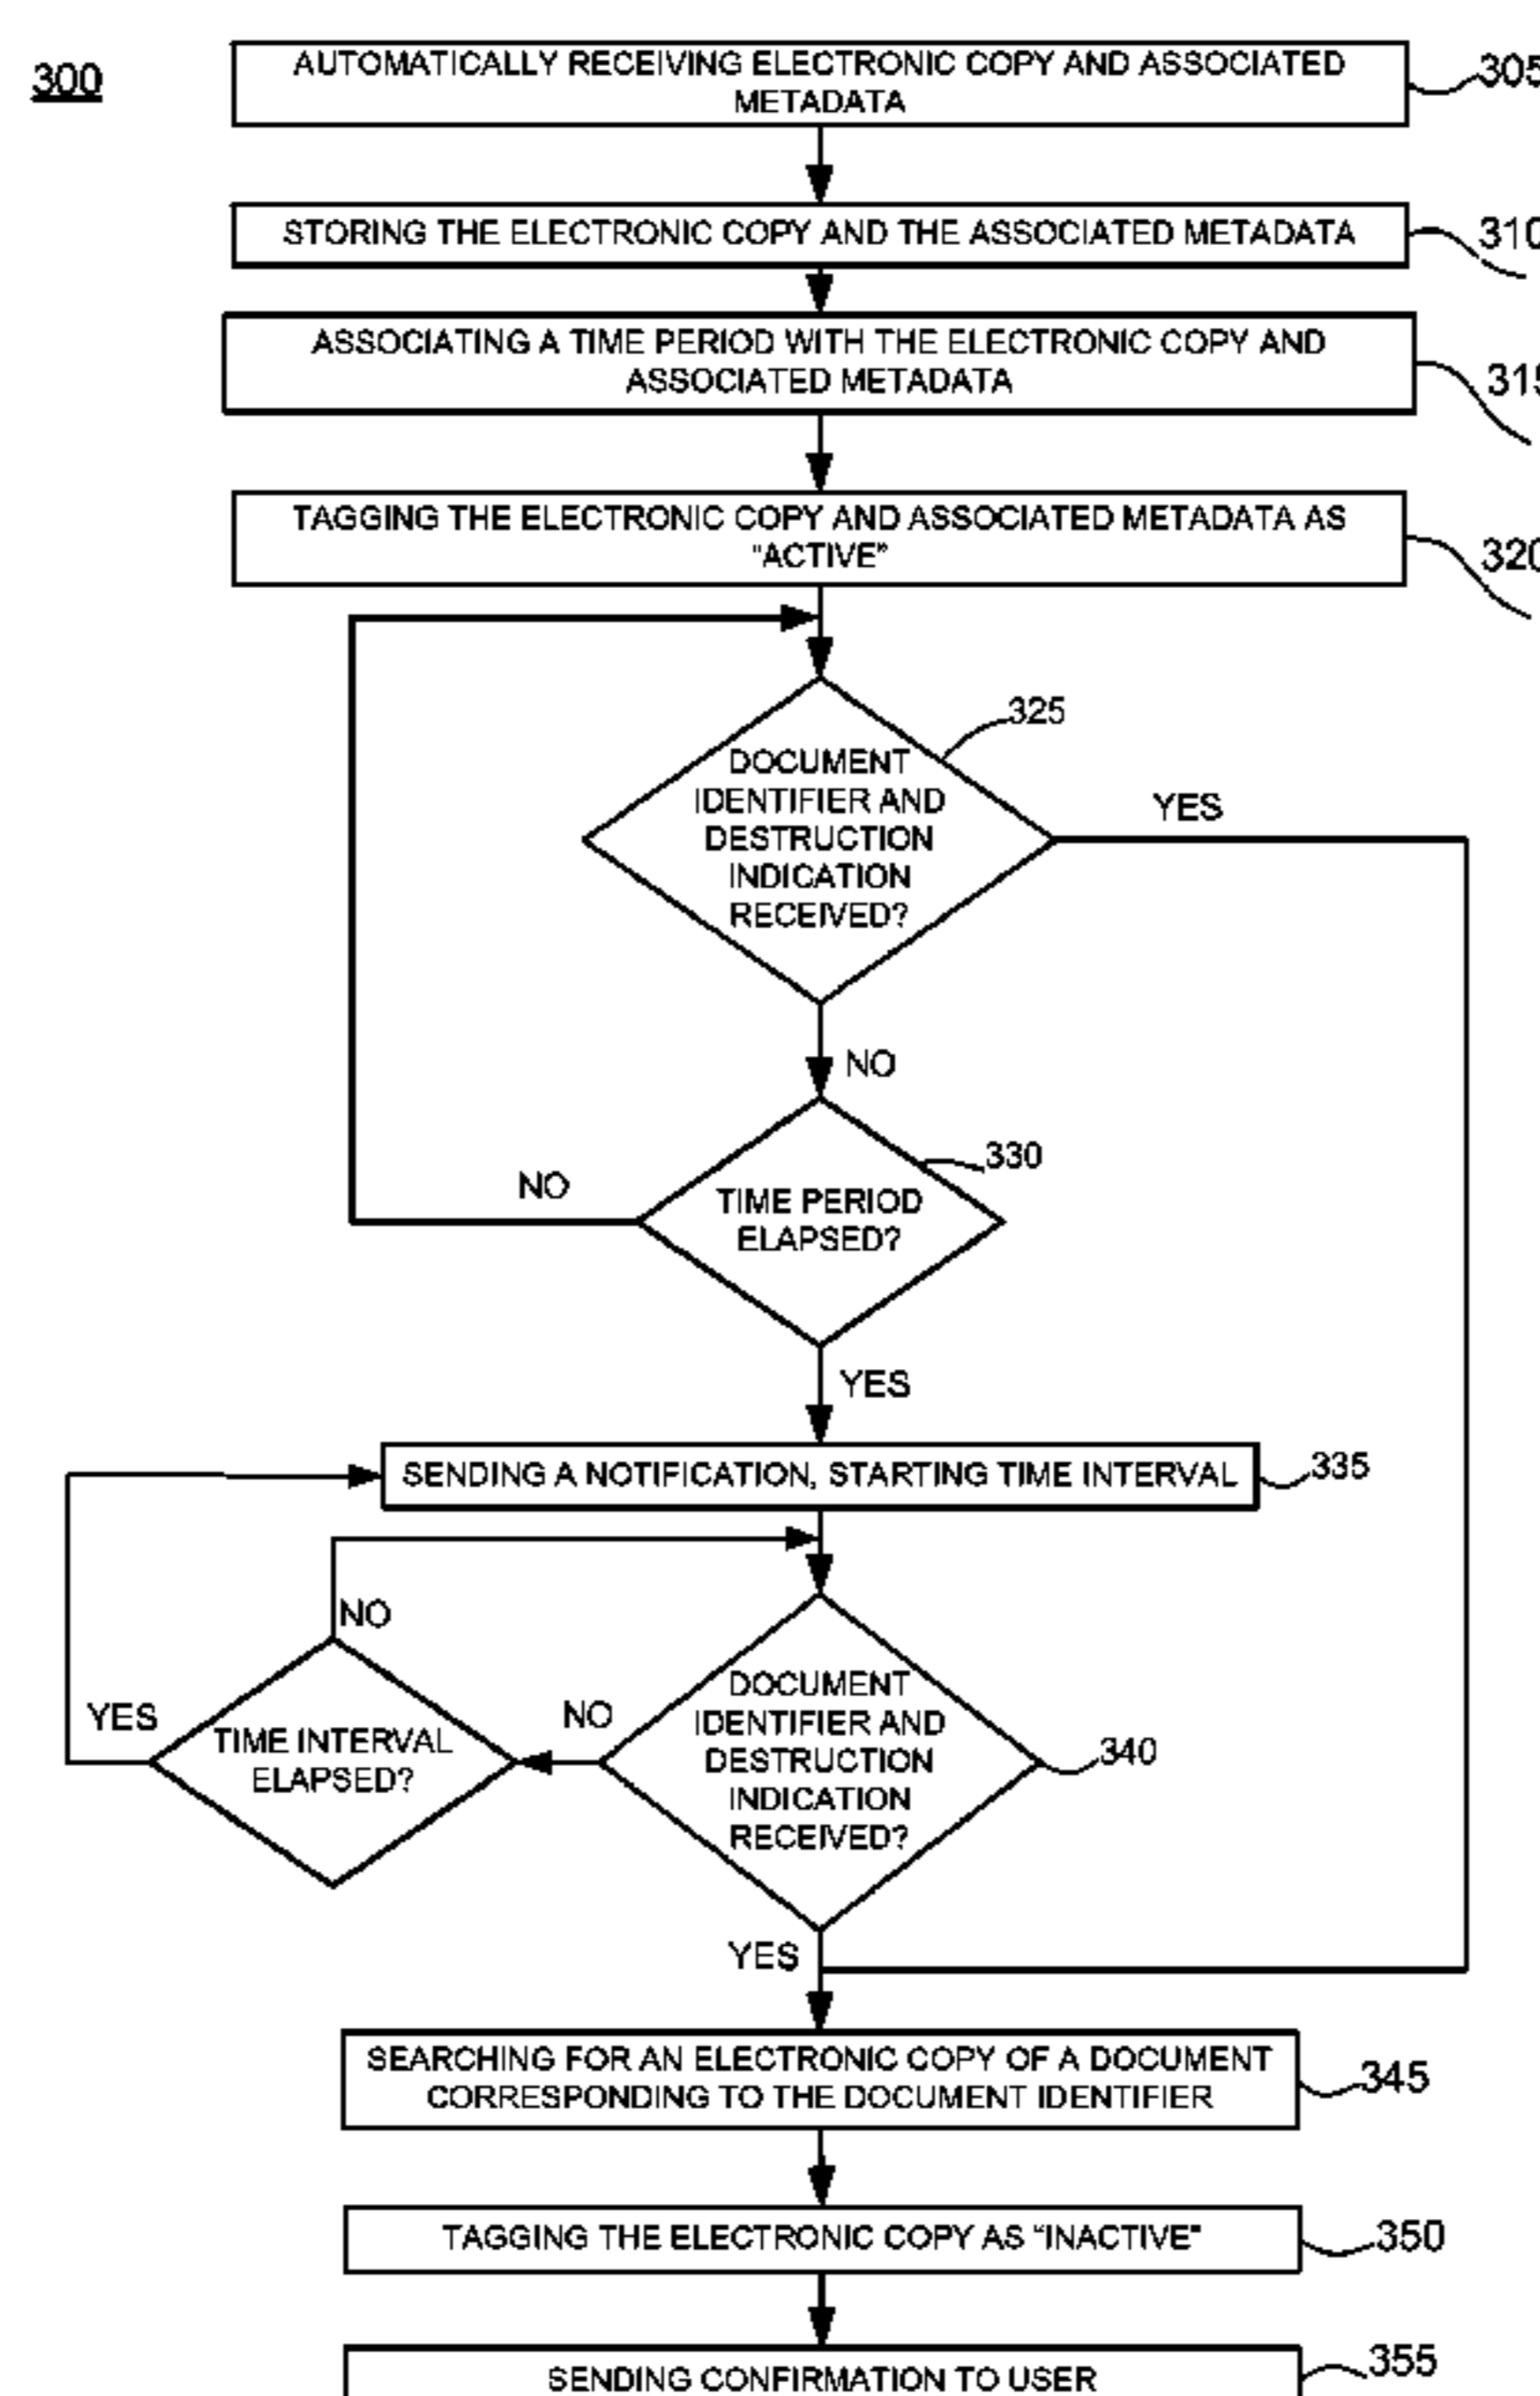 300
AUTOMATICALLY RECEIVING ELECTRONIC COPY AND ASSOCIATED
METADATA
305
STORING THE ELECTRONIC COPY AND THE ASSOCIATED METADATA
310
ASSOCIATING A TIME PERIOD WITH THE ELECTRONIC COPY AND
ASSOCIATED METADATA
315
TAGGING THE ELECTRONIC COPY AND ASSOCIATED METADATA AS
"ACTIVE"
320
325
DOCUMENT
IDENTIFIER AND
DESTRUCTION
INDICATION
RECEIVED?
YES
NO
330
NO
TIME PERIOD
ELAPSED?
YES
SENDING A NOTIFICATION, STARTING TIME INTERVAL
335
NO
YES
TIME INTERVAL
ELAPSED?
NO
DOCUMENT
IDENTIFIER AND
DESTRUCTION
INDICATION
RECEIVED?
340
YES
SEARCHING FOR AN ELECTRONIC COPY OF A DOCUMENT
CORRESPONDING TO THE DOCUMENT IDENTIFIER
345
TAGGING THE ELECTRONIC COPY AS "INACTIVE"
350
SENDING CONFIRMATION TO USER
355